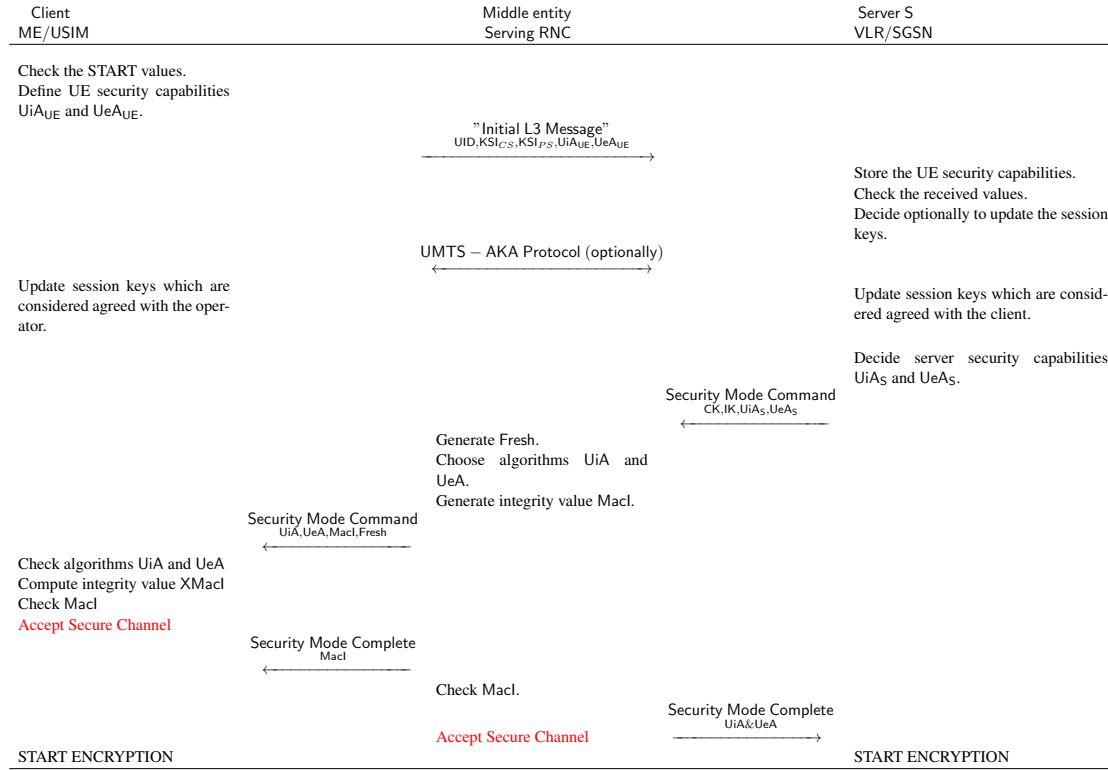 Client
Middle entity
Server S
ME/USIM
Serving RNC
VLR/SGSN
Check the START values.
Define UE security capabilities
UiA_UE and UeA_UE.
”Initial L3 Message”
UID,KSI_CS,KSI_PS,UiA_UE,UeA_UE
Store the UE security capabilities.
Check the received values.
Decide optionally to update the session
keys.
UMTS − AKA Protocol (optionally)
Update session keys which are
considered agreed with the oper-
ator.
Update session keys which are consid-
ered agreed with the client.
Decide server security capabilities
UiA_S and UeA_S.
Security Mode Command
CK,IK,UiA_S,UeA_S
Generate Fresh.
Choose algorithms UiA and
UeA.
Generate integrity value MacI.
Security Mode Command
UiA,UeA,MacI,Fresh
Check algorithms UiA and UeA
Compute integrity value XMacI
Check MacI
Accept Secure Channel
Security Mode Complete
MacI
Check MacI.
Security Mode Complete
UiA&UeA
Accept Secure Channel
START ENCRYPTION
START ENCRYPTION